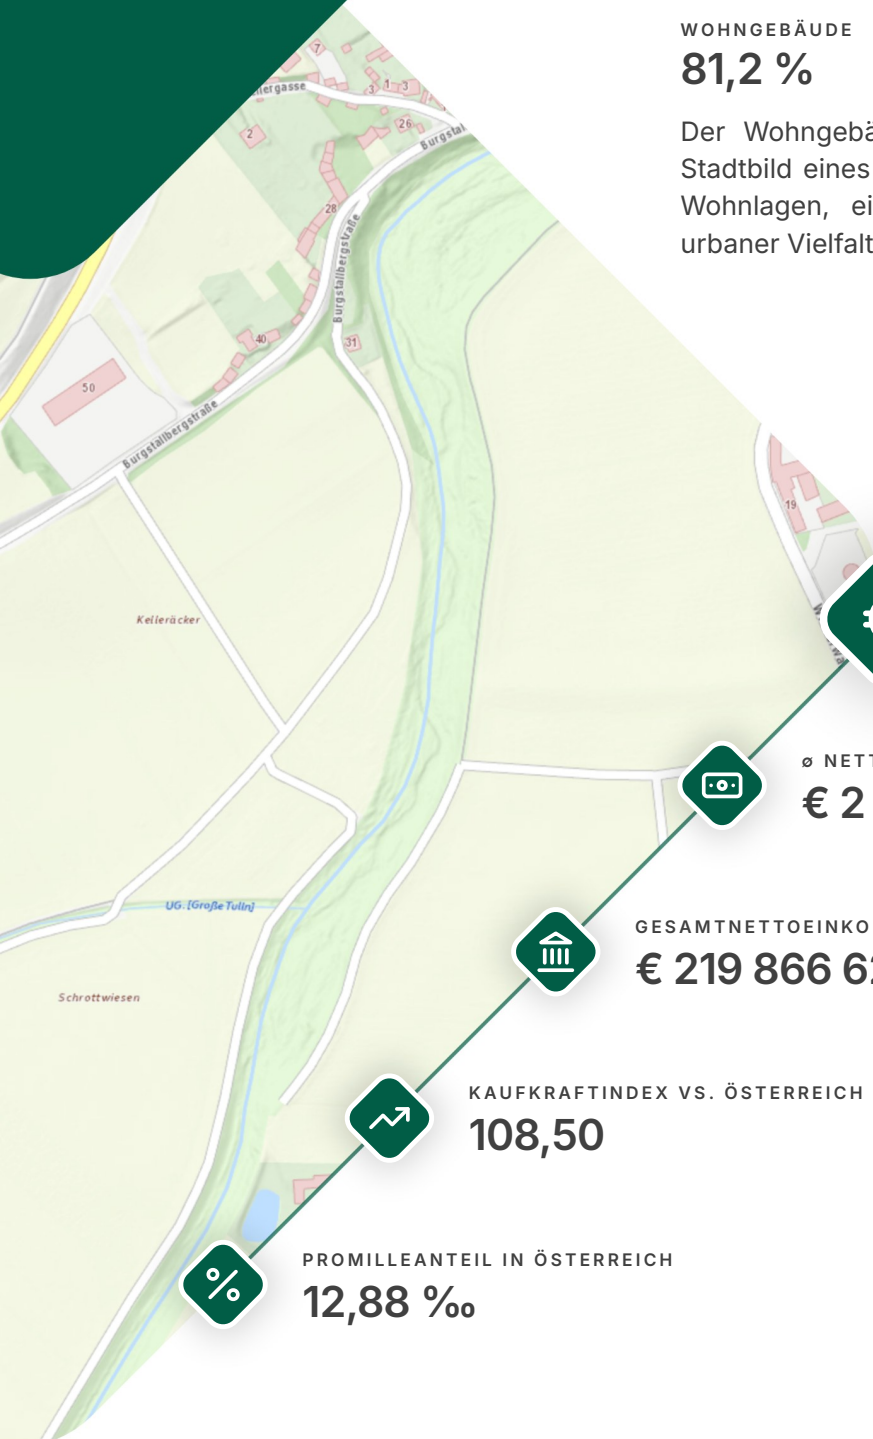 WOHNGEBÄUDE
81,2 %
Der Wohngebä
Stadtbild eines
Wohnlagen, ei
urbaner Vielfalt
7
3 1 3
26
2
Burgstal
28
Burgstallbergstraße
40
31
50
Burgstallbergstraße
19
Kelleräcker
ø NETT
€ 2
UG. [Große Tulln]
GESAMTNETTOEINKO
€ 219 866 6
Schrottwiesen
KAUFKRAFTINDEX VS. ÖSTERREICH
108,50
PROMILLEANTEIL IN ÖSTERREICH
12,88 ‰